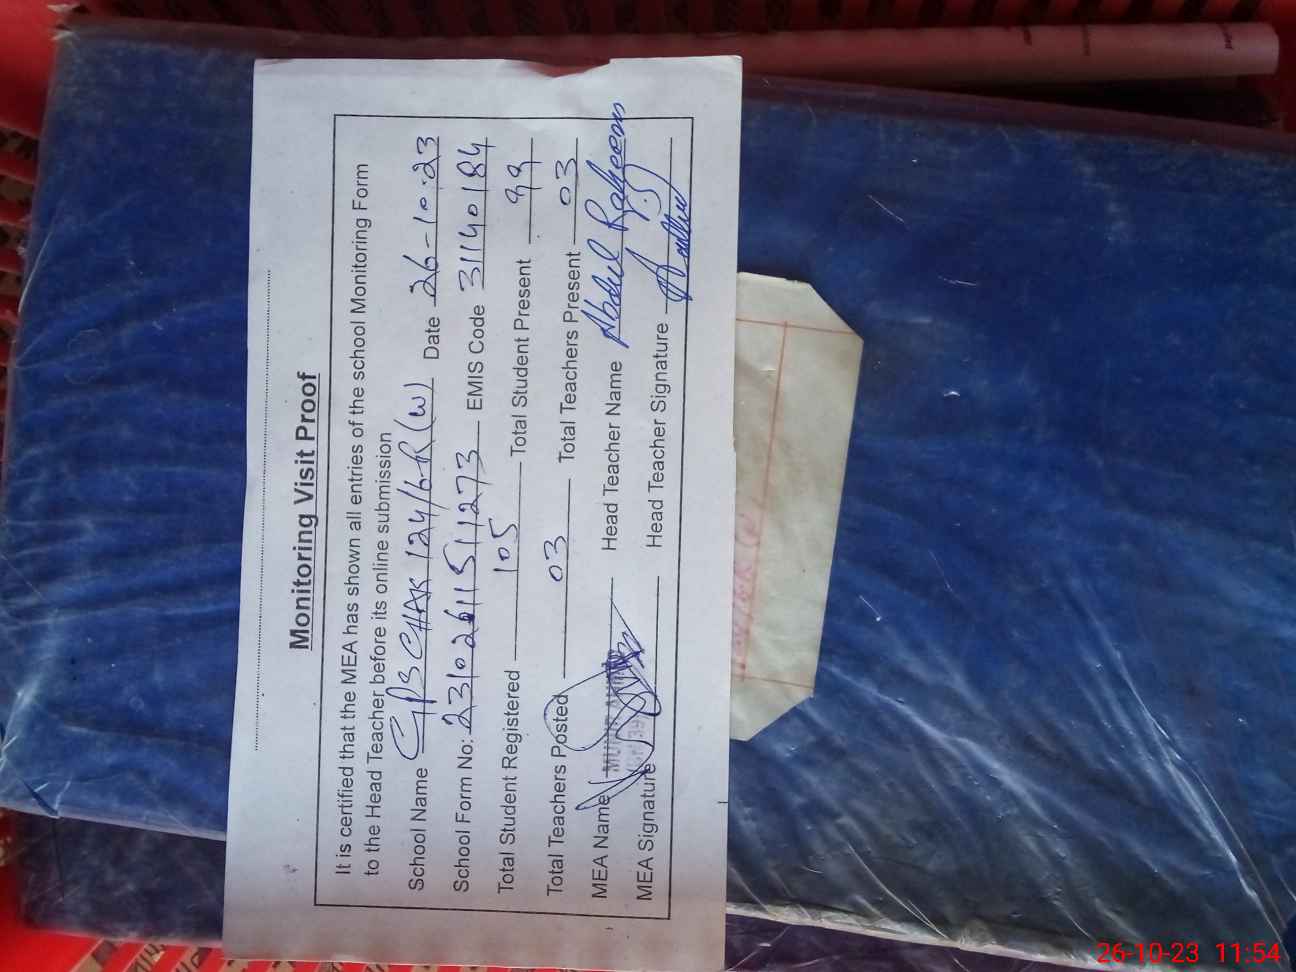 Monitoring Visit Proof
It is certified that the MEA has shown all entries of the school Monitoring Form
to the Head Teacher before its online submission
School Name GPS CHAK 124/6-R (W) Date 26-10-23
School Form No: 23102611511273 EMIS Code 31140184
Total Student Registered 105 Total Student Present 99
Total Teachers Posted 03 Total Teachers Present 03
MEA Name Head Teacher Name Abdul Raheem
MEA Signature Head Teacher Signature
26-10-23 11:54